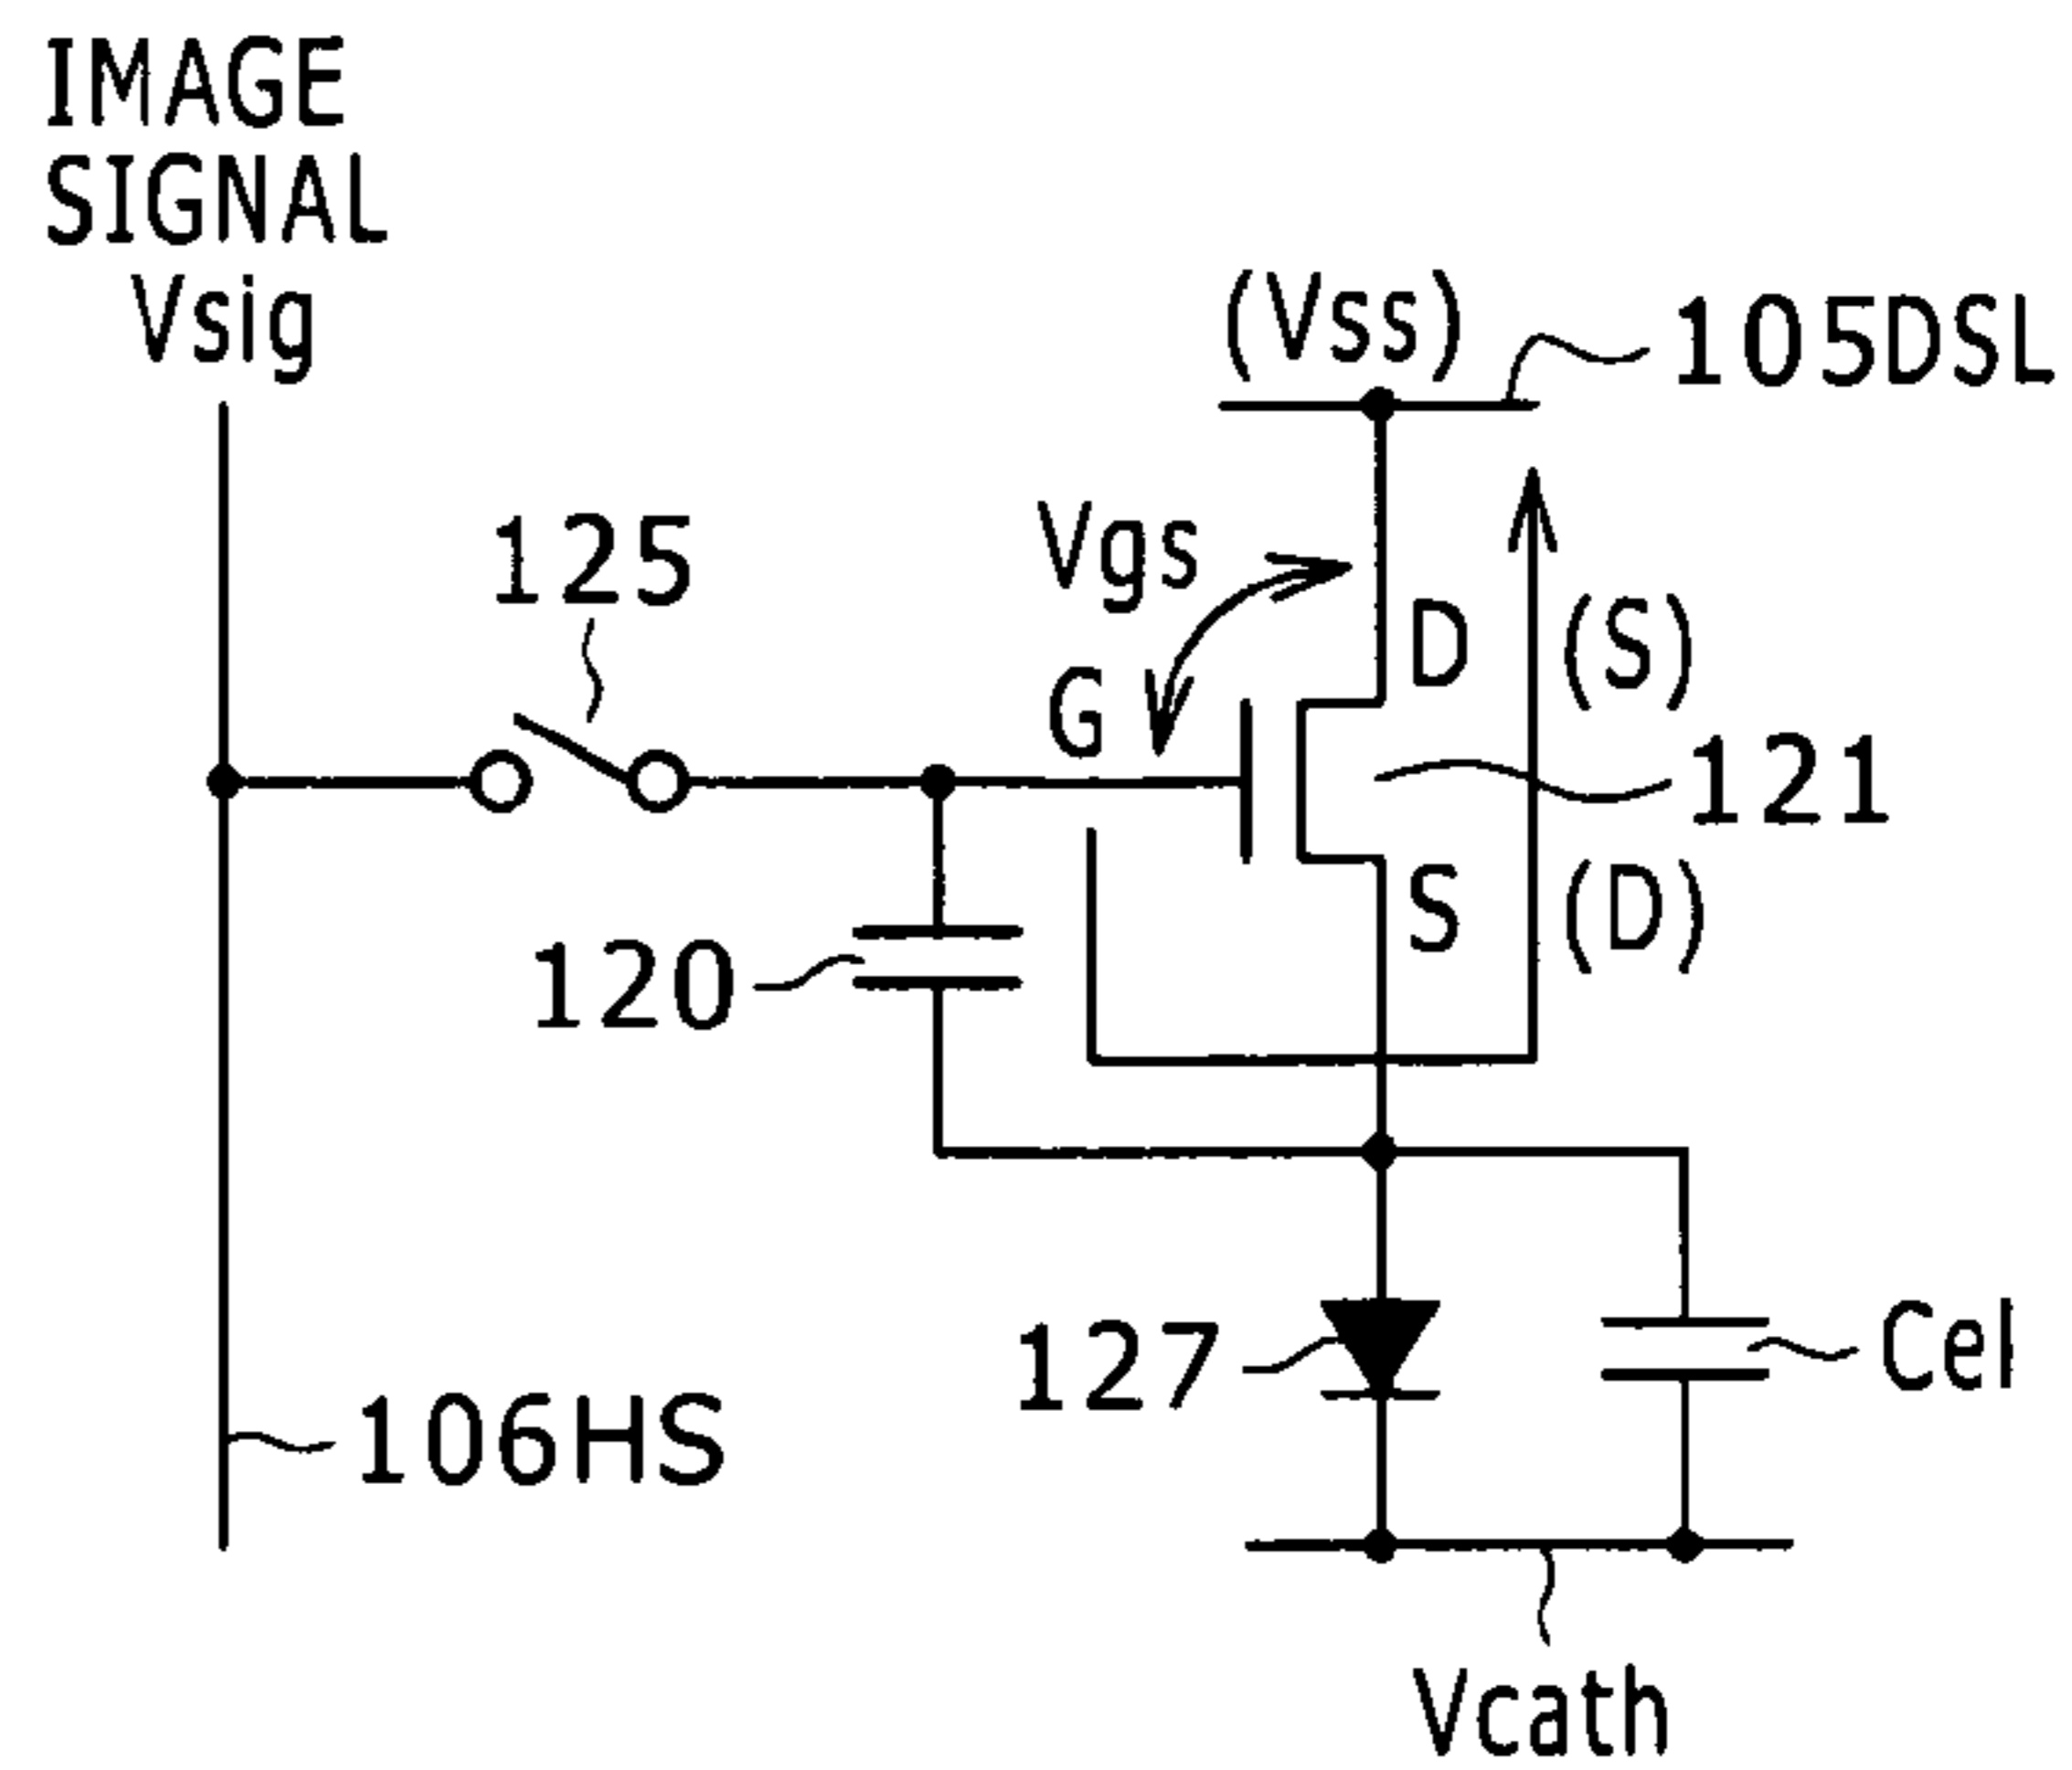 IMAGE
SIGNAL
Vsig
(Vss)
105DSL
Vgs
125
D (S)
G
121
S (D)
120
127
Cel
106HS
Vcath